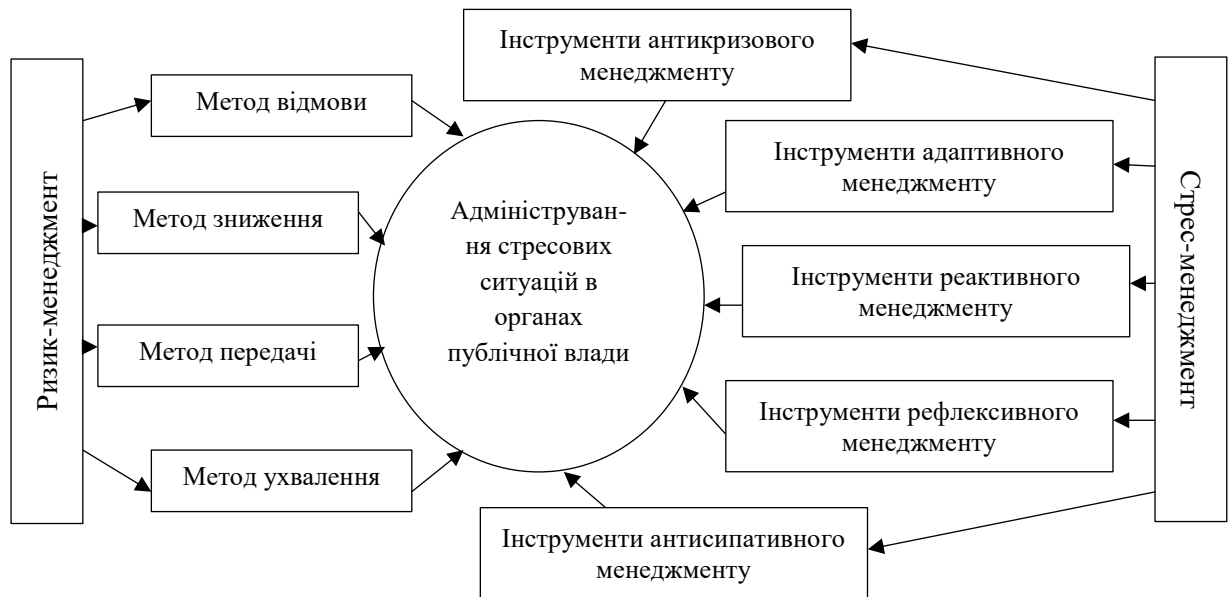 Ризик-менеджмент
Метод відмови
Метод зниження
Метод передачі
Метод ухвалення
Адмініструван-
ня стресових
ситуацій в
органах
публічної влади
Інструменти антикризового
менеджменту
Інструменти адаптивного
менеджменту
Інструменти реактивного
менеджменту
Інструменти рефлексивного
менеджменту
Інструменти антисипативного
менеджменту
Стрес-менеджмент